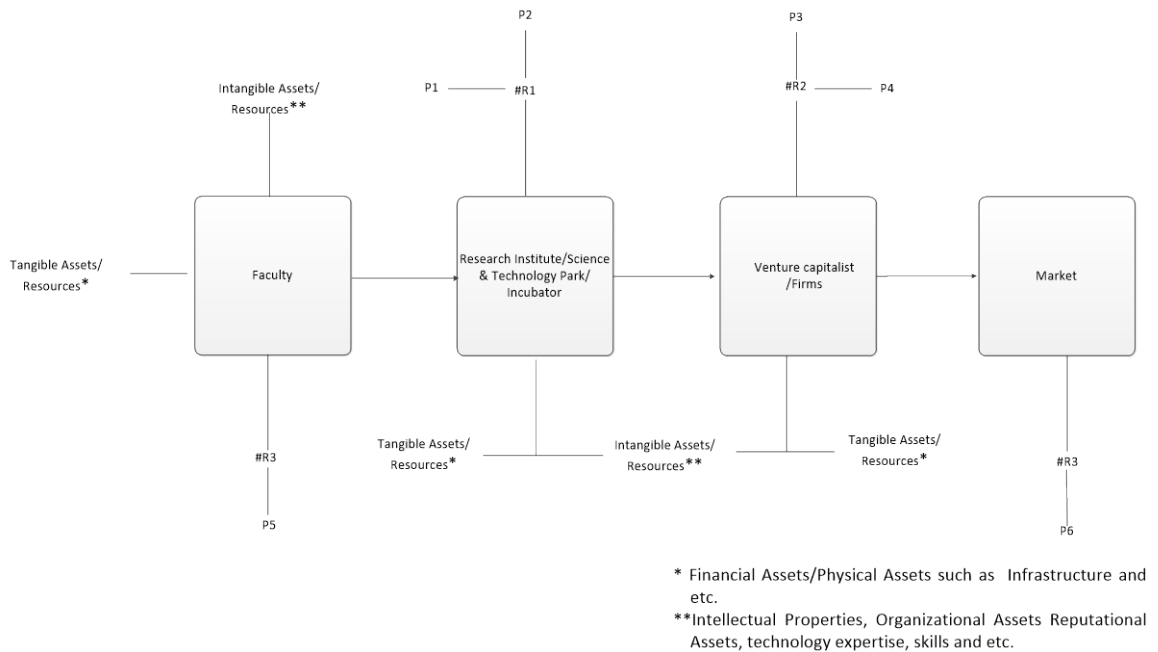 P2
P3
Intangible Assets/
Resources**
P1
#R1
#R2
P4
Tangible Assets/
Resources*
Faculty
Research Institute/Science
& Technology Park/
Incubator
Venture capitalist
/Firms
Market
Tangible Assets/
Resources*
Intangible Assets/
Resources**
Tangible Assets/
Resources*
#R3
#R3
P5
P6
* Financial Assets/Physical Assets such as Infrastructure and
etc.
**Intellectual Properties, Organizational Assets Reputational
Assets, technology expertise, skills and etc.